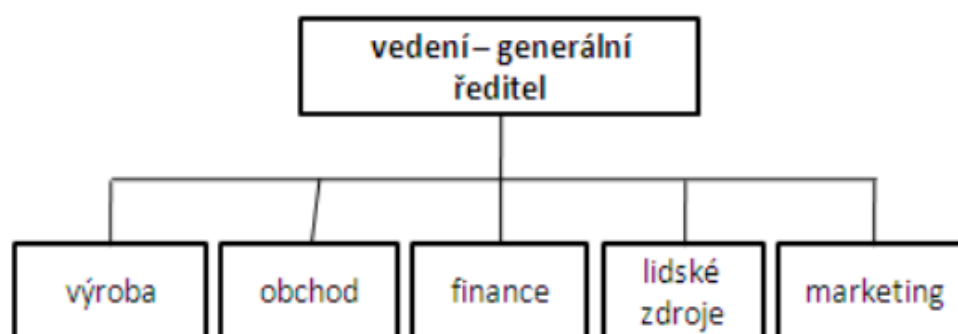 vedení – generální
ředitel
výroba
obchod
finance
lidské
zdroje
marketing